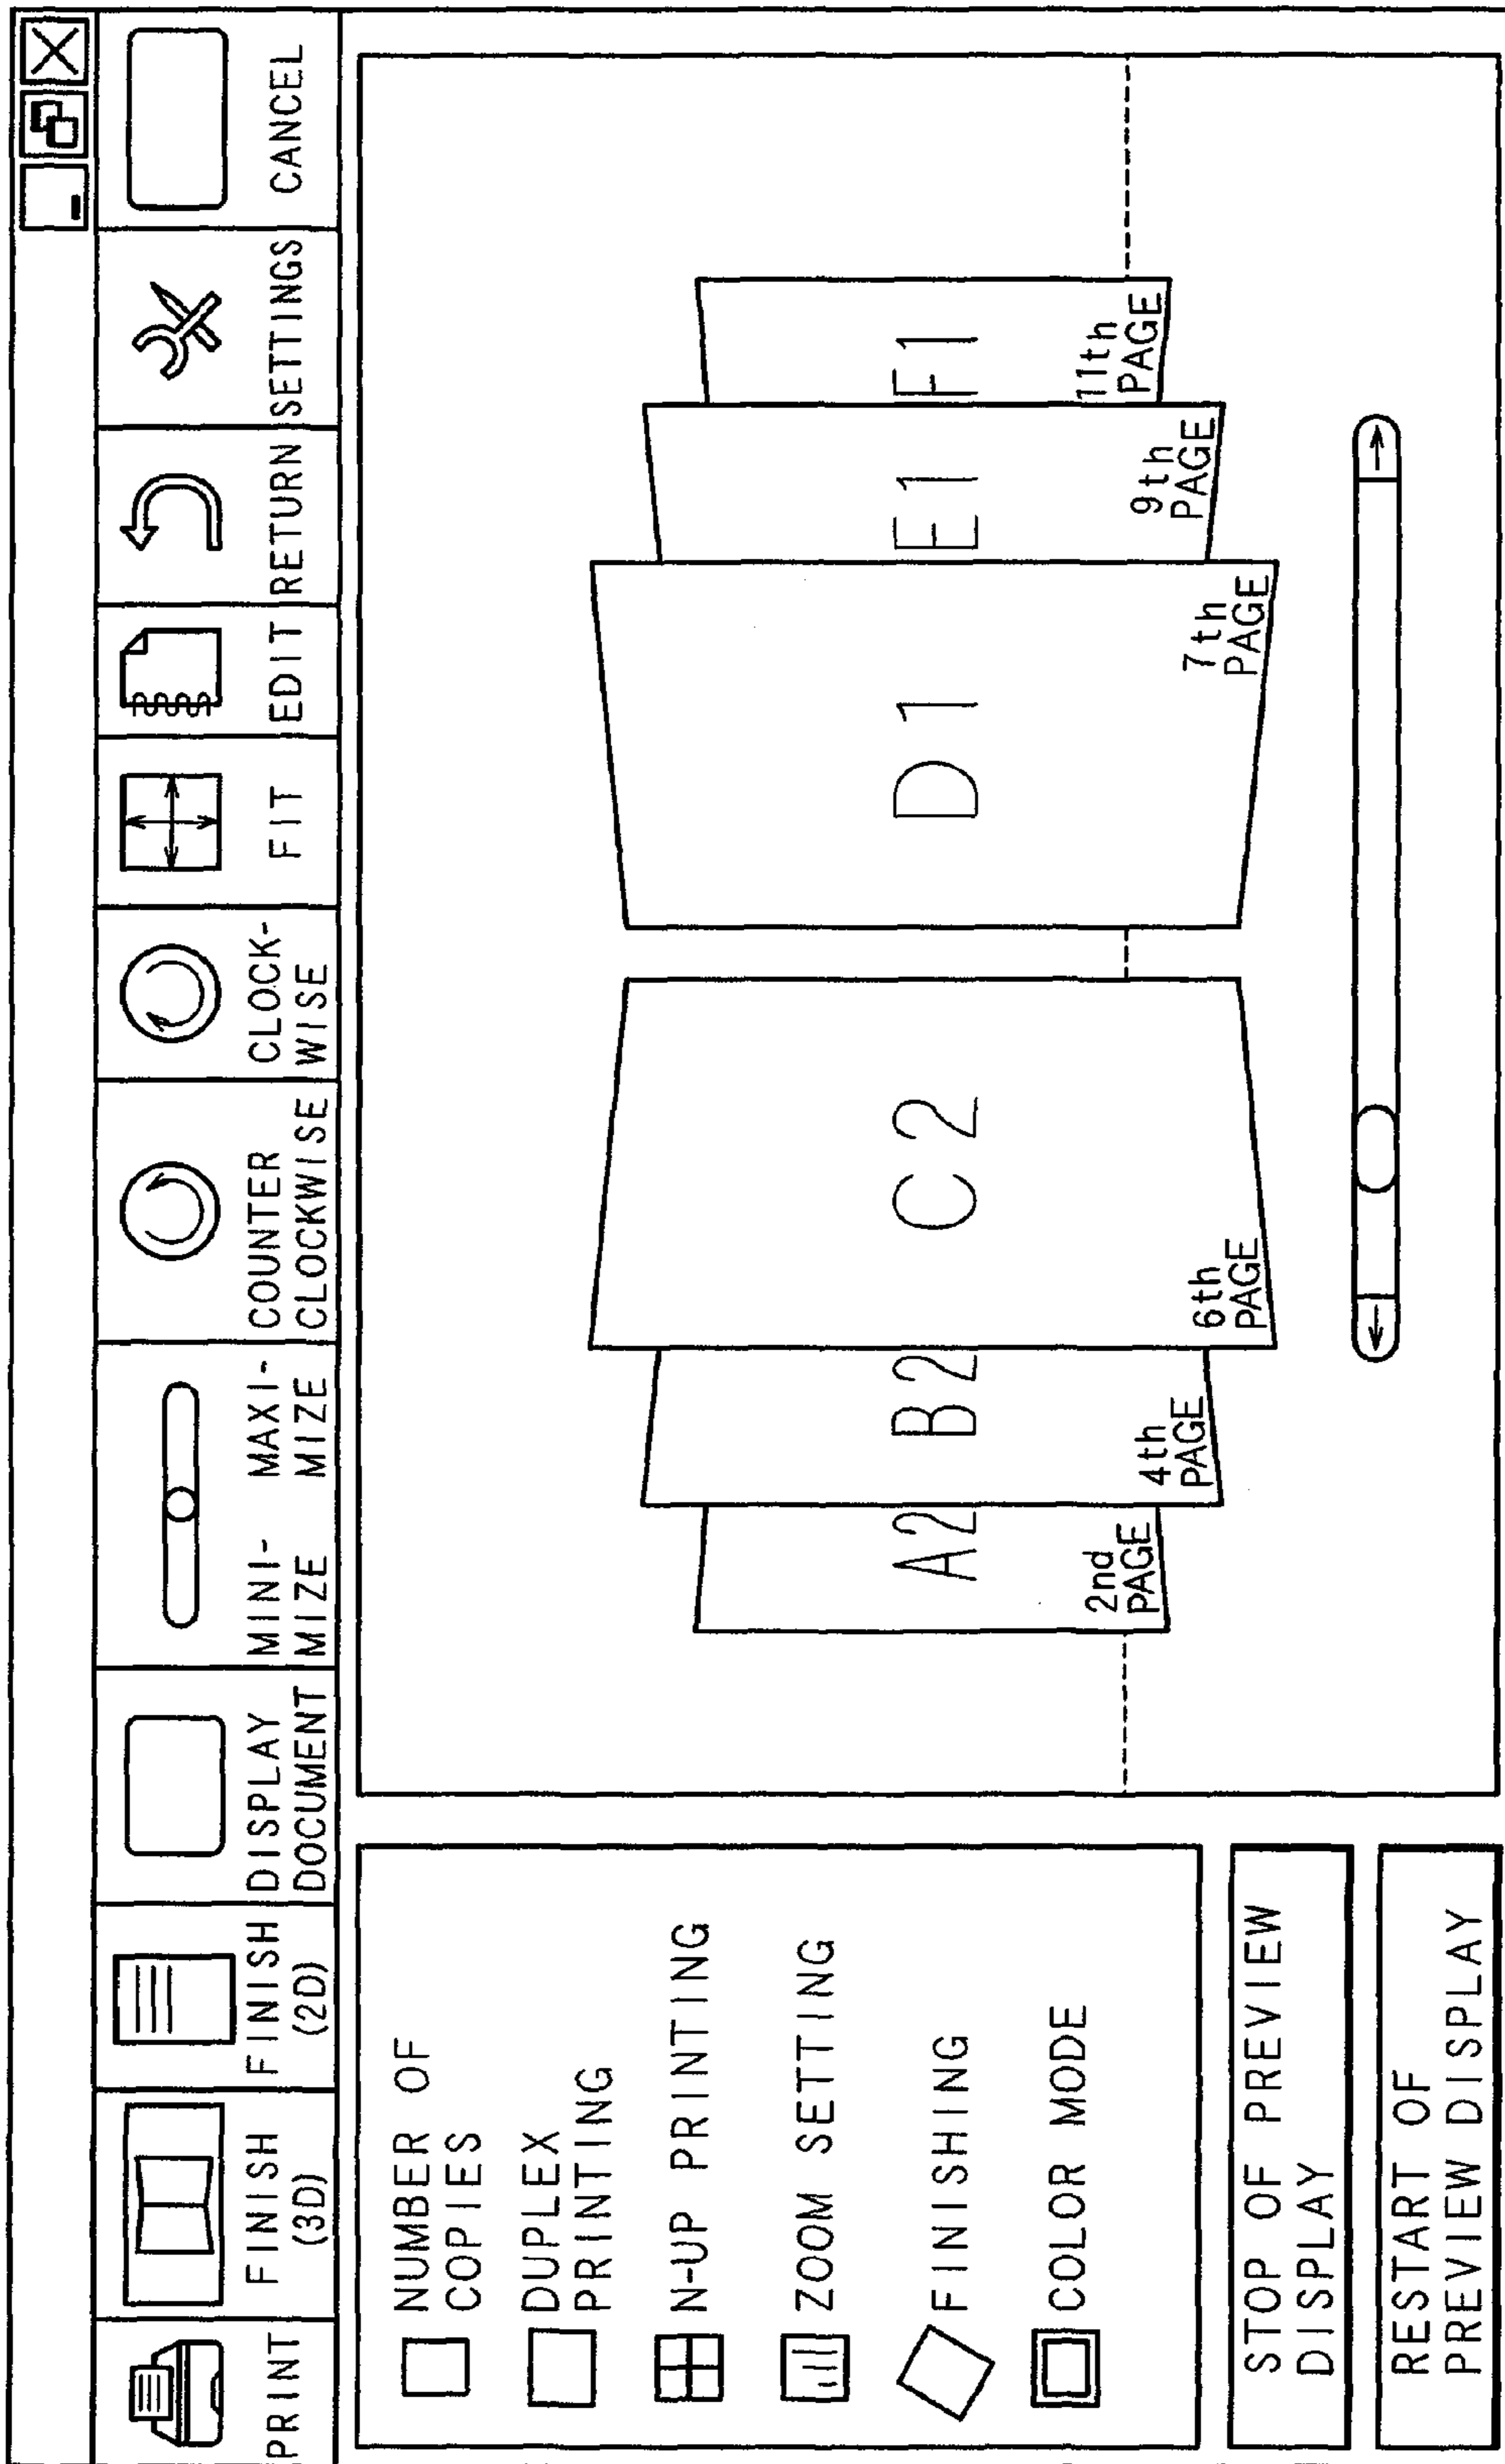 PRINT
FINISH
(3D)
FINISH
(2D)
DISPLAY
DOCUMENT
MINI-
MIZE
MAXI-
MIZE
COUNTER
CLOCKWISE
CLOCK-
WISE
FIT
EDIT
RETURN
SETTINGS
CANCEL
NUMBER OF
COPIES
DUPLEX
PRINTING
N-UP PRINTING
ZOOM SETTING
FINISHING
COLOR MODE
STOP OF PREVIEW
DISPLAY
RESTART OF
PREVIEW DISPLAY
A2
2nd
PAGE
B2
4th
PAGE
C2
6th
PAGE
D1
7th
PAGE
E1
9th
PAGE
F1
11th
PAGE